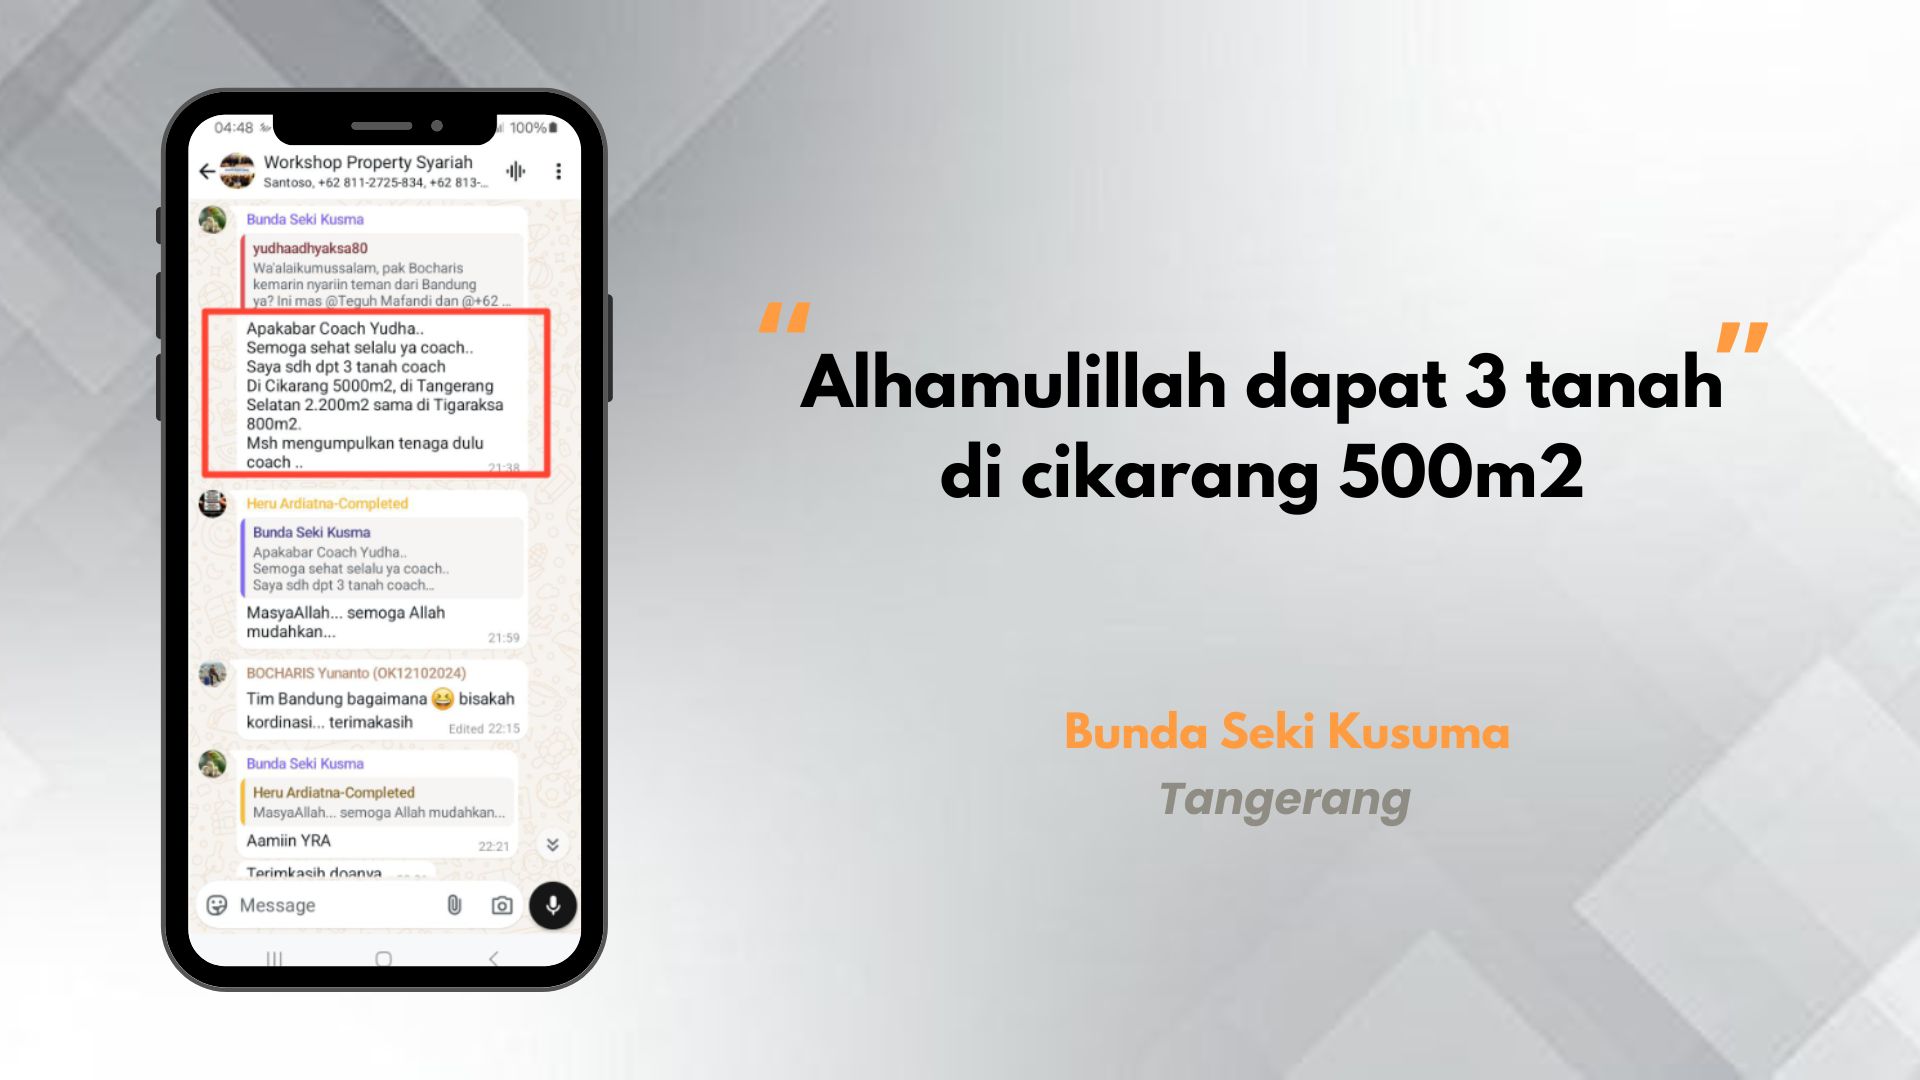 04:48
100%
Workshop Property Syariah
Santoso, +62 811-2725-834, +62 813-...
Bunda Seki Kusma
yudhaadhyaksa80
Wa'alaikumussalam, pak Bocharis
kemarin nyariin teman dari Bandung
ya? Ini mas @Teguh Mafandi dan @+62 ...
Apakabar Coach Yudha..
Semoga sehat selalu ya coach..
Saya sdh dpt 3 tanah coach
Di Cikarang 5000m2, di Tangerang
Selatan 2.200m2 sama di Tigaraksa
800m2.
Msh mengumpulkan tenaga dulu
coach ..
21:38
Heru Ardiatna-Completed
Bunda Seki Kusma
Apakabar Coach Yudha..
Semoga sehat selalu ya coach..
Saya sdh dpt 3 tanah coach...
MasyaAllah... semoga Allah
mudahkan...
21:59
BOCHARIS Yunanto (OK12102024)
Tim Bandung bagaimana 😆 bisakah
kordinasi... terimakasih
Edited 22:15
Bunda Seki Kusma
Heru Ardiatna-Completed
MasyaAllah... semoga Allah mudahkan...
Aamiin YRA
22:21
Terimkasih doanya
Message
“Alhamulillah dapat 3 tanah”
di cikarang 500m2
Bunda Seki Kusuma
Tangerang